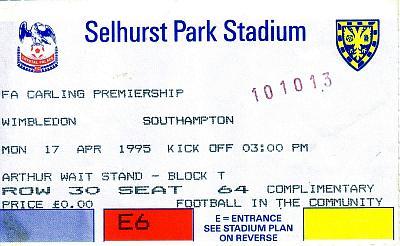 Selhurst Park Stadium
CRYSTAL PALACE
FA CARLING PREMIERSHIP
101013
WIMBLEDON SOUTHAMPTON
MON 17 APR 1995 KICK OFF 03:00 PM
ARTHUR WAIT STAND - BLOCK T
ROW 30 SEAT 64 COMPLIMENTARY
PRICE £0.00 FOOTBALL IN THE COMMUNITY
E6
E = ENTRANCE
SEE STADIUM PLAN
ON REVERSE